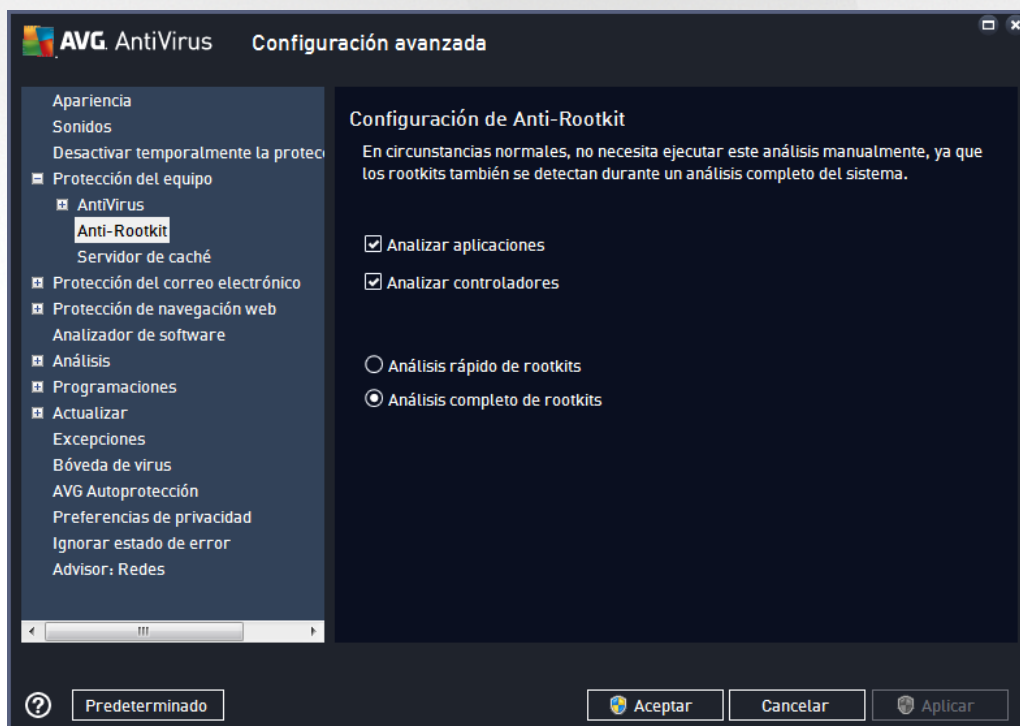 AVG. AntiVirus
Configuración avanzada
Apariencia
Sonidos
Desactivar temporalmente la protec
Protección del equipo
AntiVirus
Anti-Rootkit
Servidor de caché
Protección del correo electrónico
Protección de navegación web
Analizador de software
Análisis
Programaciones
Actualizar
Excepciones
Bóveda de virus
AVG Autoprotección
Preferencias de privacidad
Ignorar estado de error
Advisor: Redes
Configuración de Anti-Rootkit
En circunstancias normales, no necesita ejecutar este análisis manualmente, ya que
los rootkits también se detectan durante un análisis completo del sistema.
Analizar aplicaciones
Analizar controladores
Análisis rápido de rootkits
Análisis completo de rootkits
Predeterminado
Aceptar
Cancelar
Aplicar